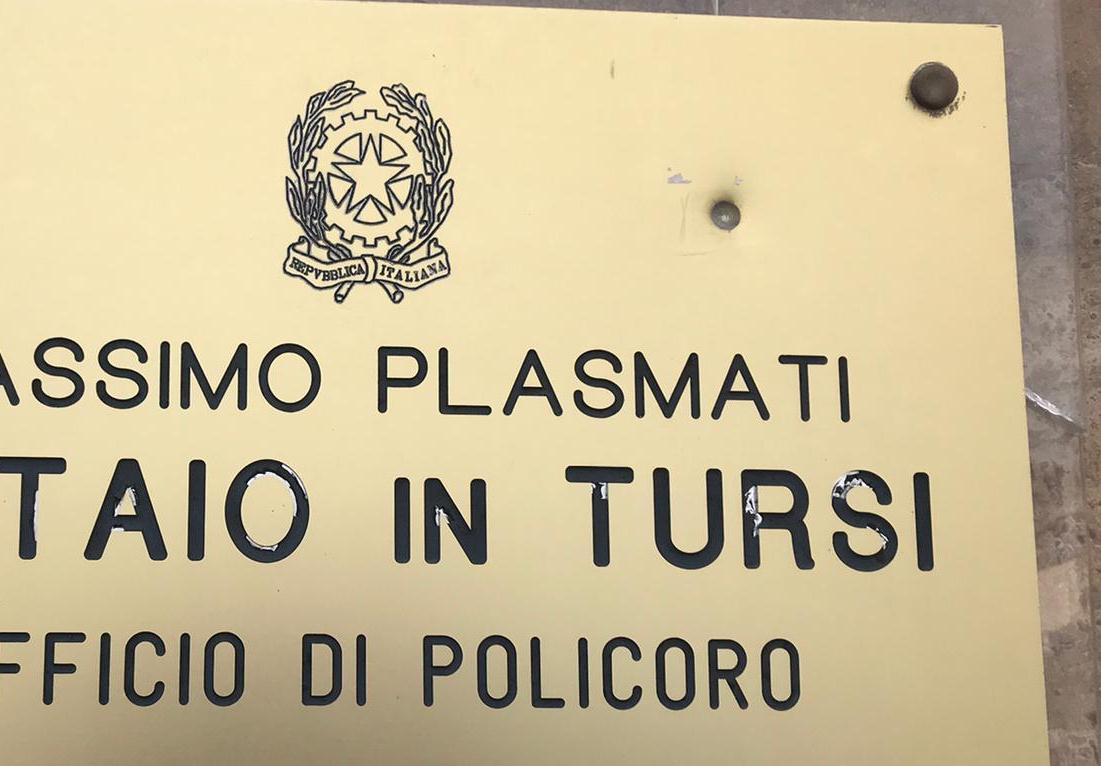 REPVBBLICA ITALIANA
ASSIMO PLASMATI
TAIO IN TURSI
FFICIO DI POLICORO